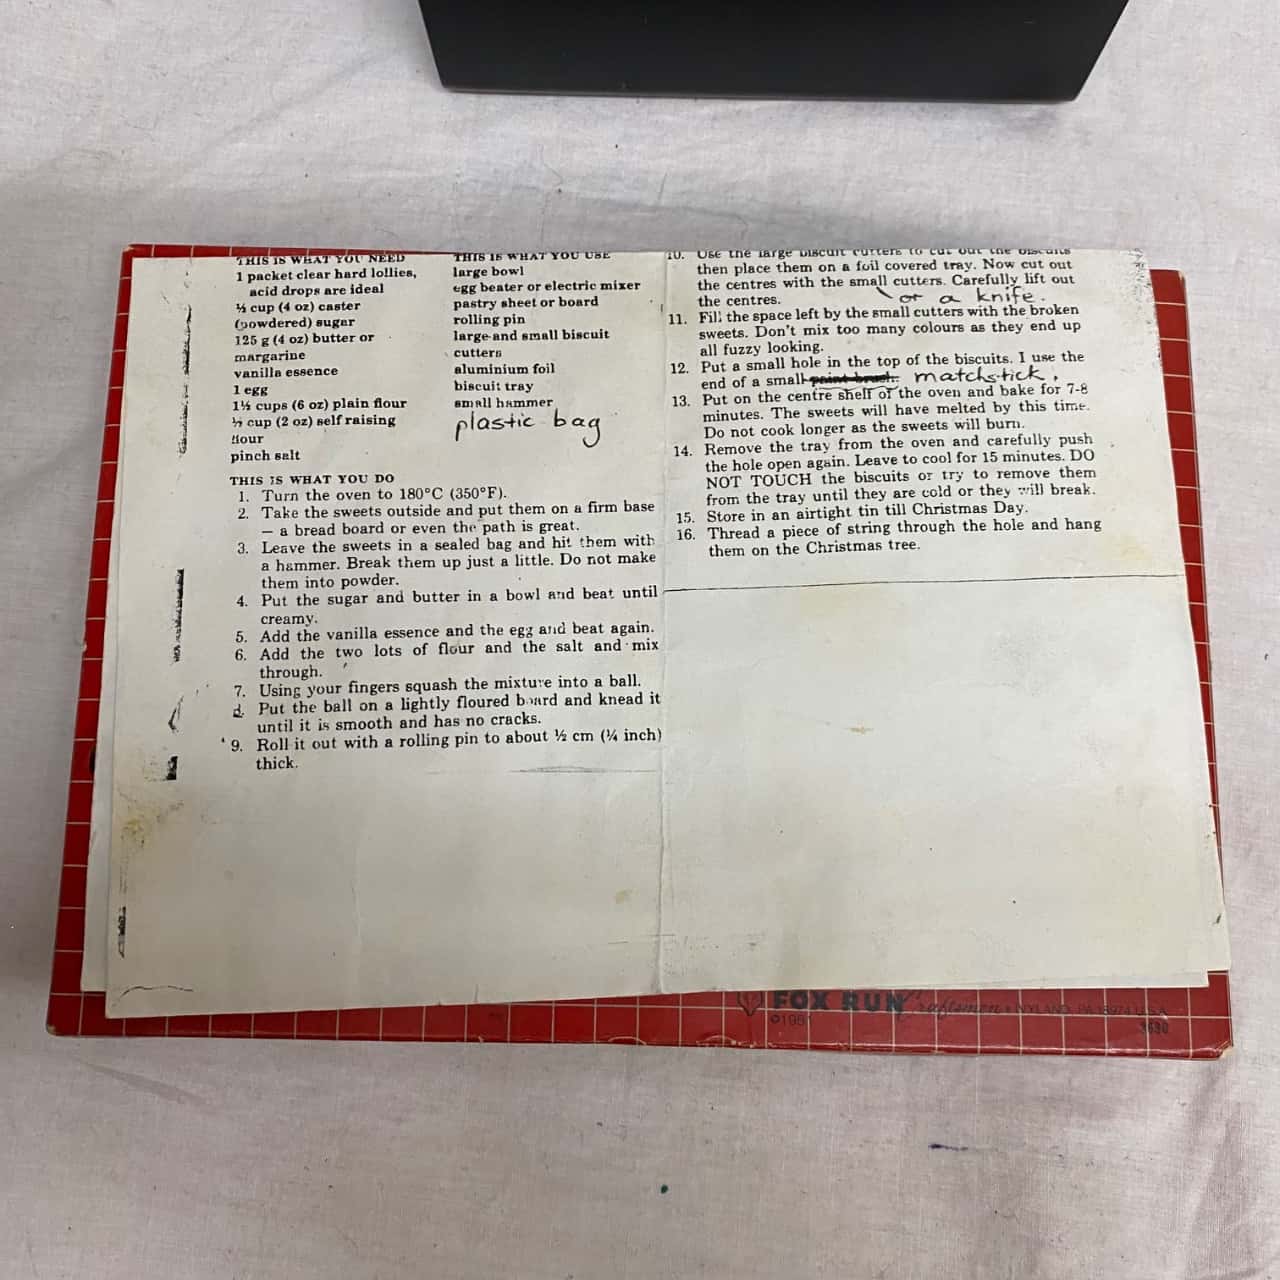 THIS IS WHAT YOU NEED
1 packet clear hard lollies,
acid drops are ideal
½ cup (4 oz) caster
(powdered) sugar
125 g (4 oz) butter or
margarine
vanilla essence
1 egg
1½ cups (6 oz) plain flour
½ cup (2 oz) self raising
flour
pinch salt
THIS IS WHAT YOU USE
large bowl
egg beater or electric mixer
pastry sheet or board
rolling pin
large and small biscuit
cutters
aluminium foil
biscuit tray
small hammer
plastic bag
THIS IS WHAT YOU DO
1. Turn the oven to 180°C (350°F).
2. Take the sweets outside and put them on a firm base
— a bread board or even the path is great.
3. Leave the sweets in a sealed bag and hit them with
a hammer. Break them up just a little. Do not make
them into powder.
4. Put the sugar and butter in a bowl and beat until
creamy.
5. Add the vanilla essence and the egg and beat again.
6. Add the two lots of flour and the salt and mix
through.
7. Using your fingers squash the mixture into a ball.
Put the ball on a lightly floured board and knead it
until it is smooth and has no cracks.
9. Roll it out with a rolling pin to about ½ cm (¼ inch)
thick.
10. Use the large biscuit cutters to cut out the biscuits
then place them on a foil covered tray. Now cut out
the centres with the small cutters. Carefully lift out
the centres. or a knife.
11. Fill the space left by the small cutters with the broken
sweets. Don't mix too many colours as they end up
all fuzzy looking.
12. Put a small hole in the top of the biscuits. I use the
end of a small paint brush. matchstick.
13. Put on the centre shelf of the oven and bake for 7-8
minutes. The sweets will have melted by this time.
Do not cook longer as the sweets will burn.
14. Remove the tray from the oven and carefully push
the hole open again. Leave to cool for 15 minutes. DO
NOT TOUCH the biscuits or try to remove them
from the tray until they are cold or they will break.
15. Store in an airtight tin till Christmas Day.
16. Thread a piece of string through the hole and hang
them on the Christmas tree.
FOX RUN Craftsmen IVYLAND, PA 18974 U.S.A.
©1981
3680